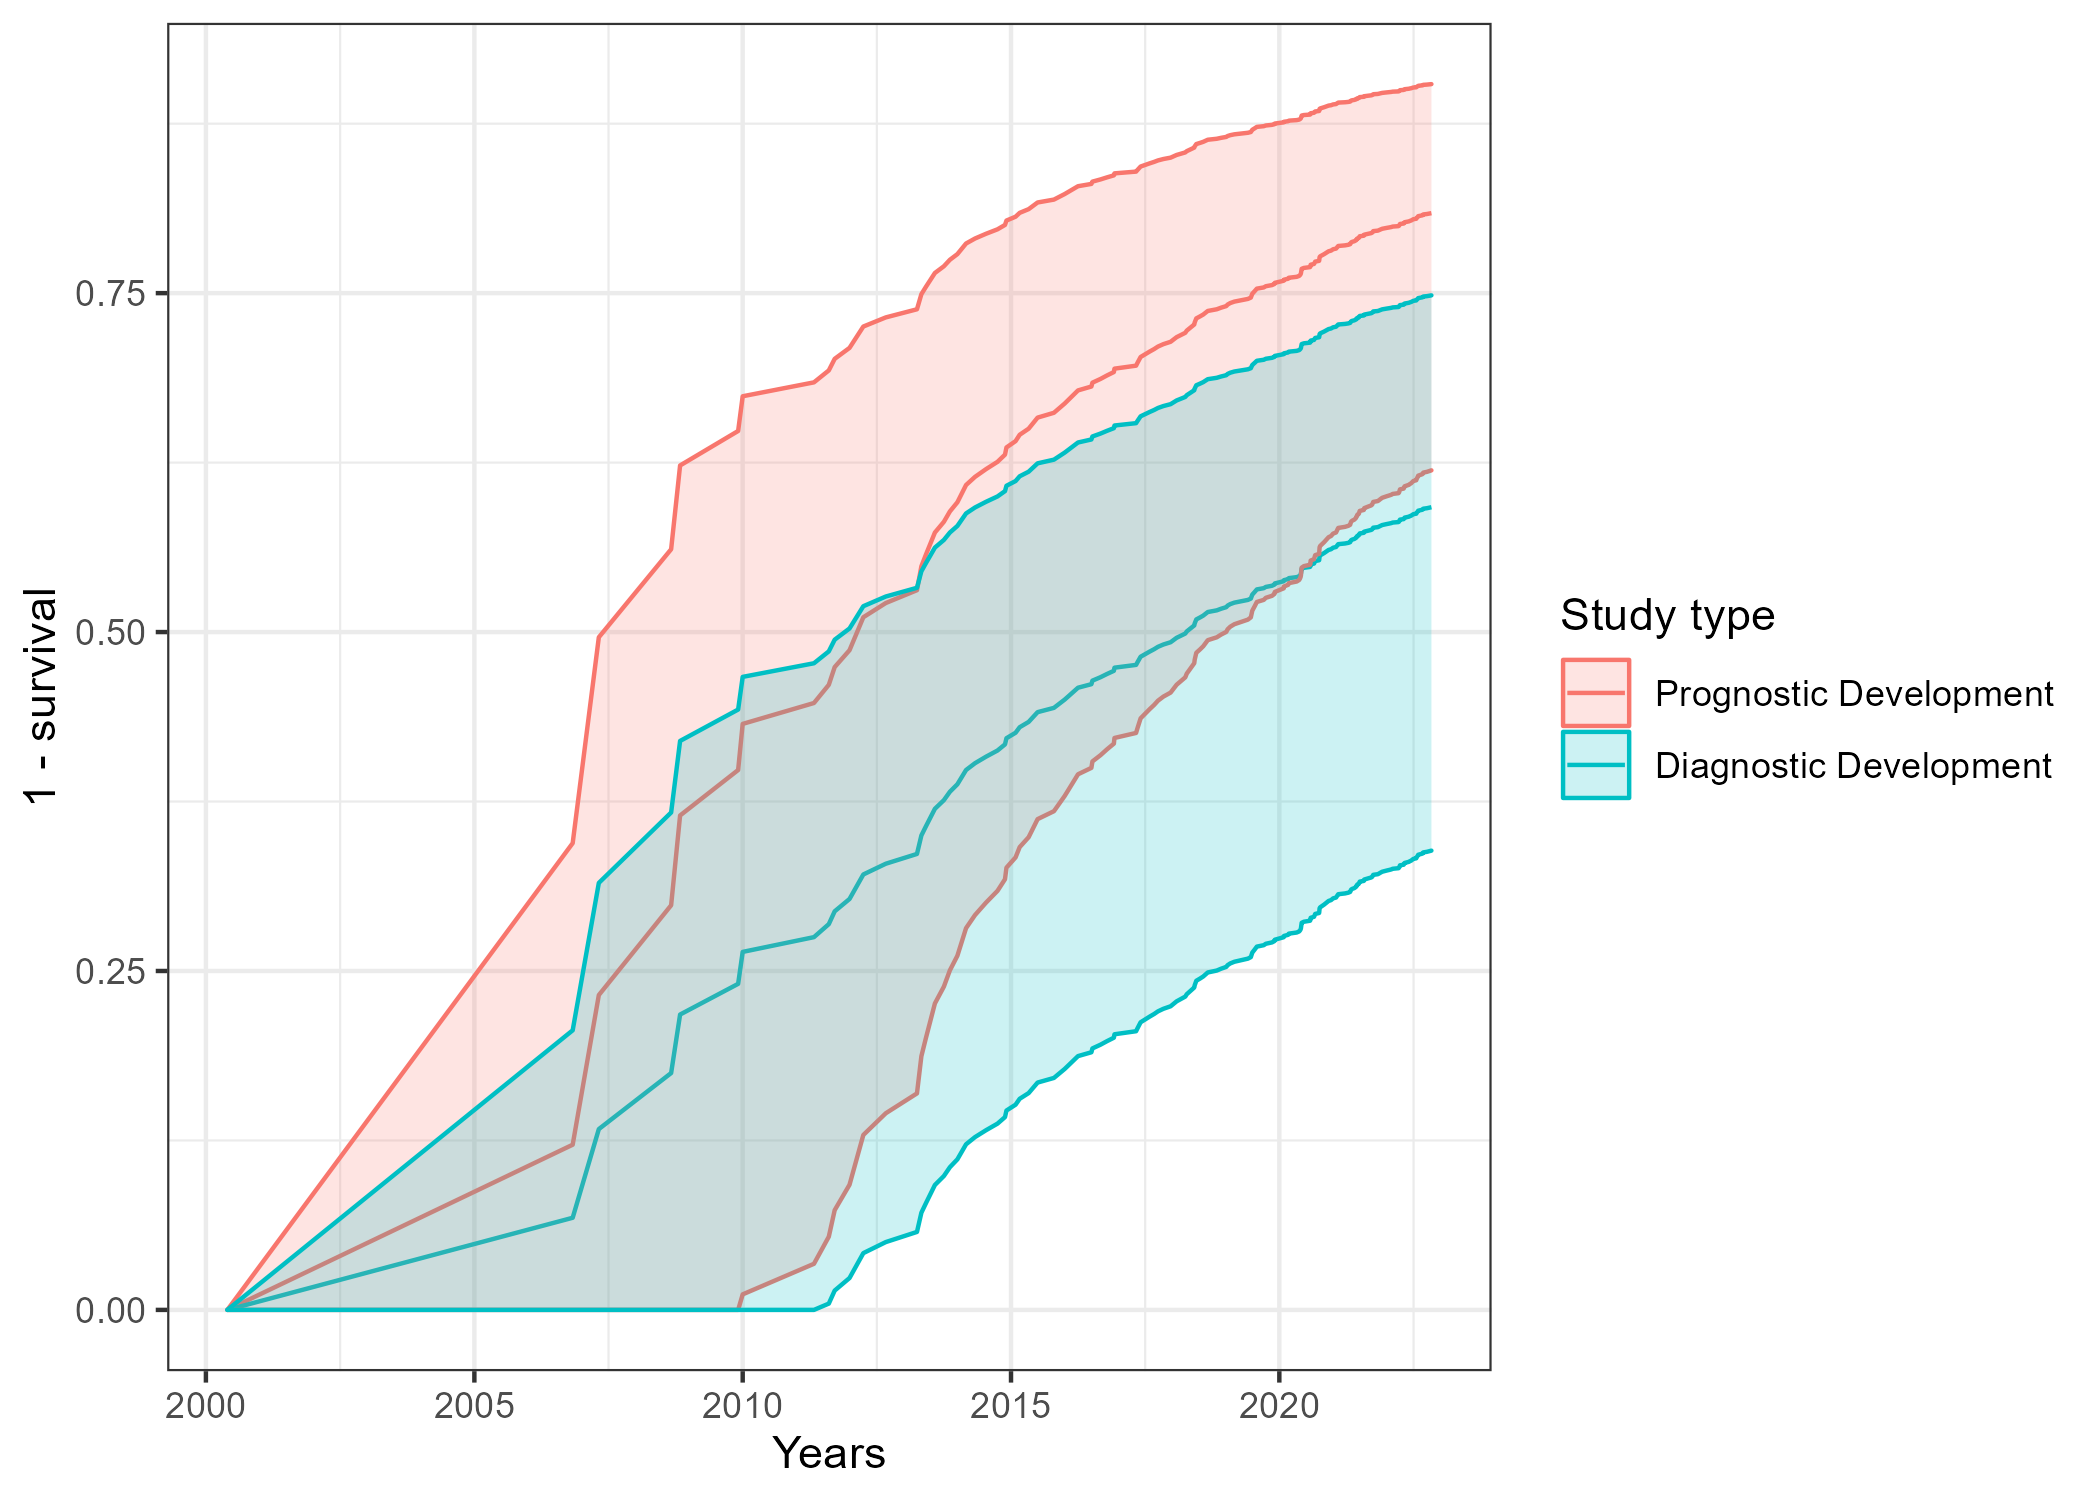 1 - survival
0.75
0.50
0.25
0.00
2000 2005 2010 2015 2020
Years
Study type
Prognostic Development
Diagnostic Development